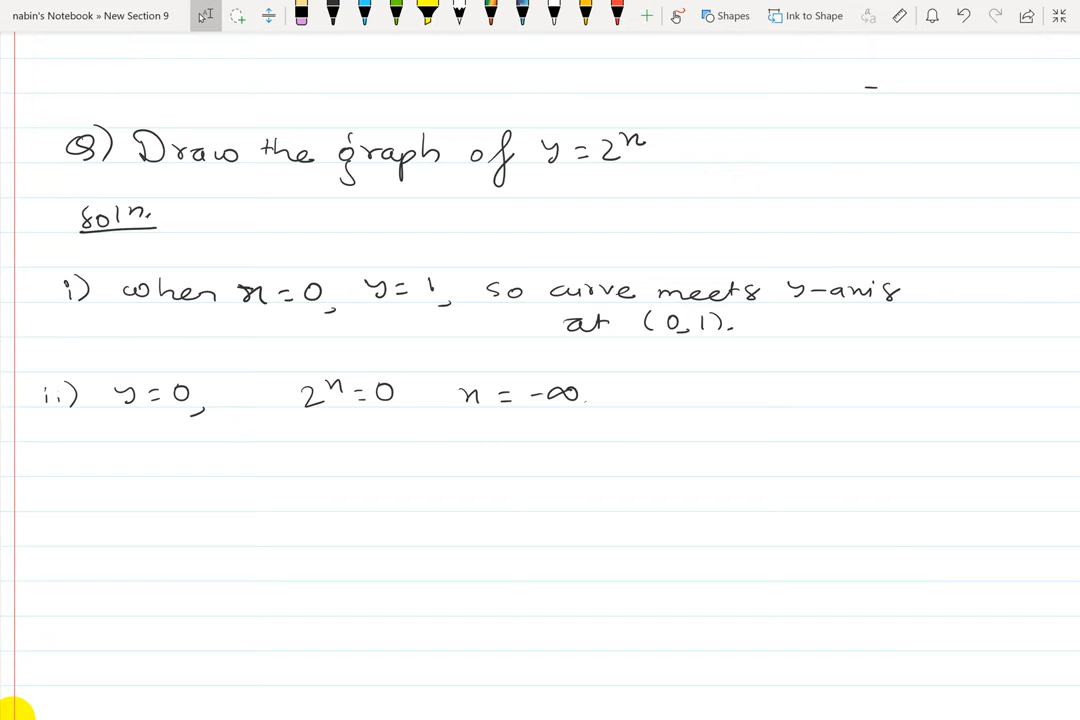 nabin's Notebook » New Section 9
Shapes
Ink to Shape
Q) Draw the graph of y = 2^x
Soln.
i) when x = 0, y = 1, so curve meets y-axis
at (0,1).
ii) y = 0, 2^x = 0 x = -∞.